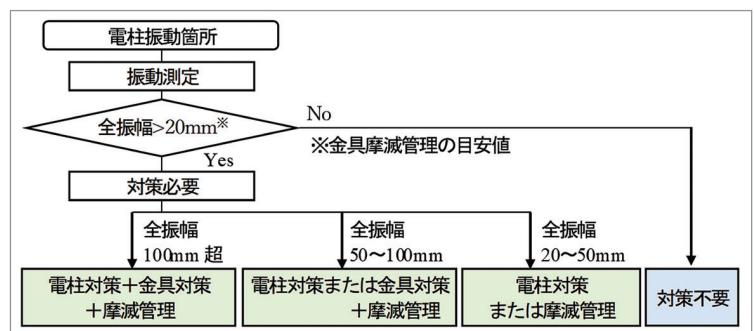 電柱振動箇所
振動測定
全振幅>20mm※
No
※金具摩滅管理の目安値
Yes
対策必要
全振幅
100mm 超
全振幅
50～100mm
全振幅
20～50mm
電柱対策＋金具対策
＋摩滅管理
電柱対策または金具対策
＋摩滅管理
電柱対策
または摩滅管理
対策不要